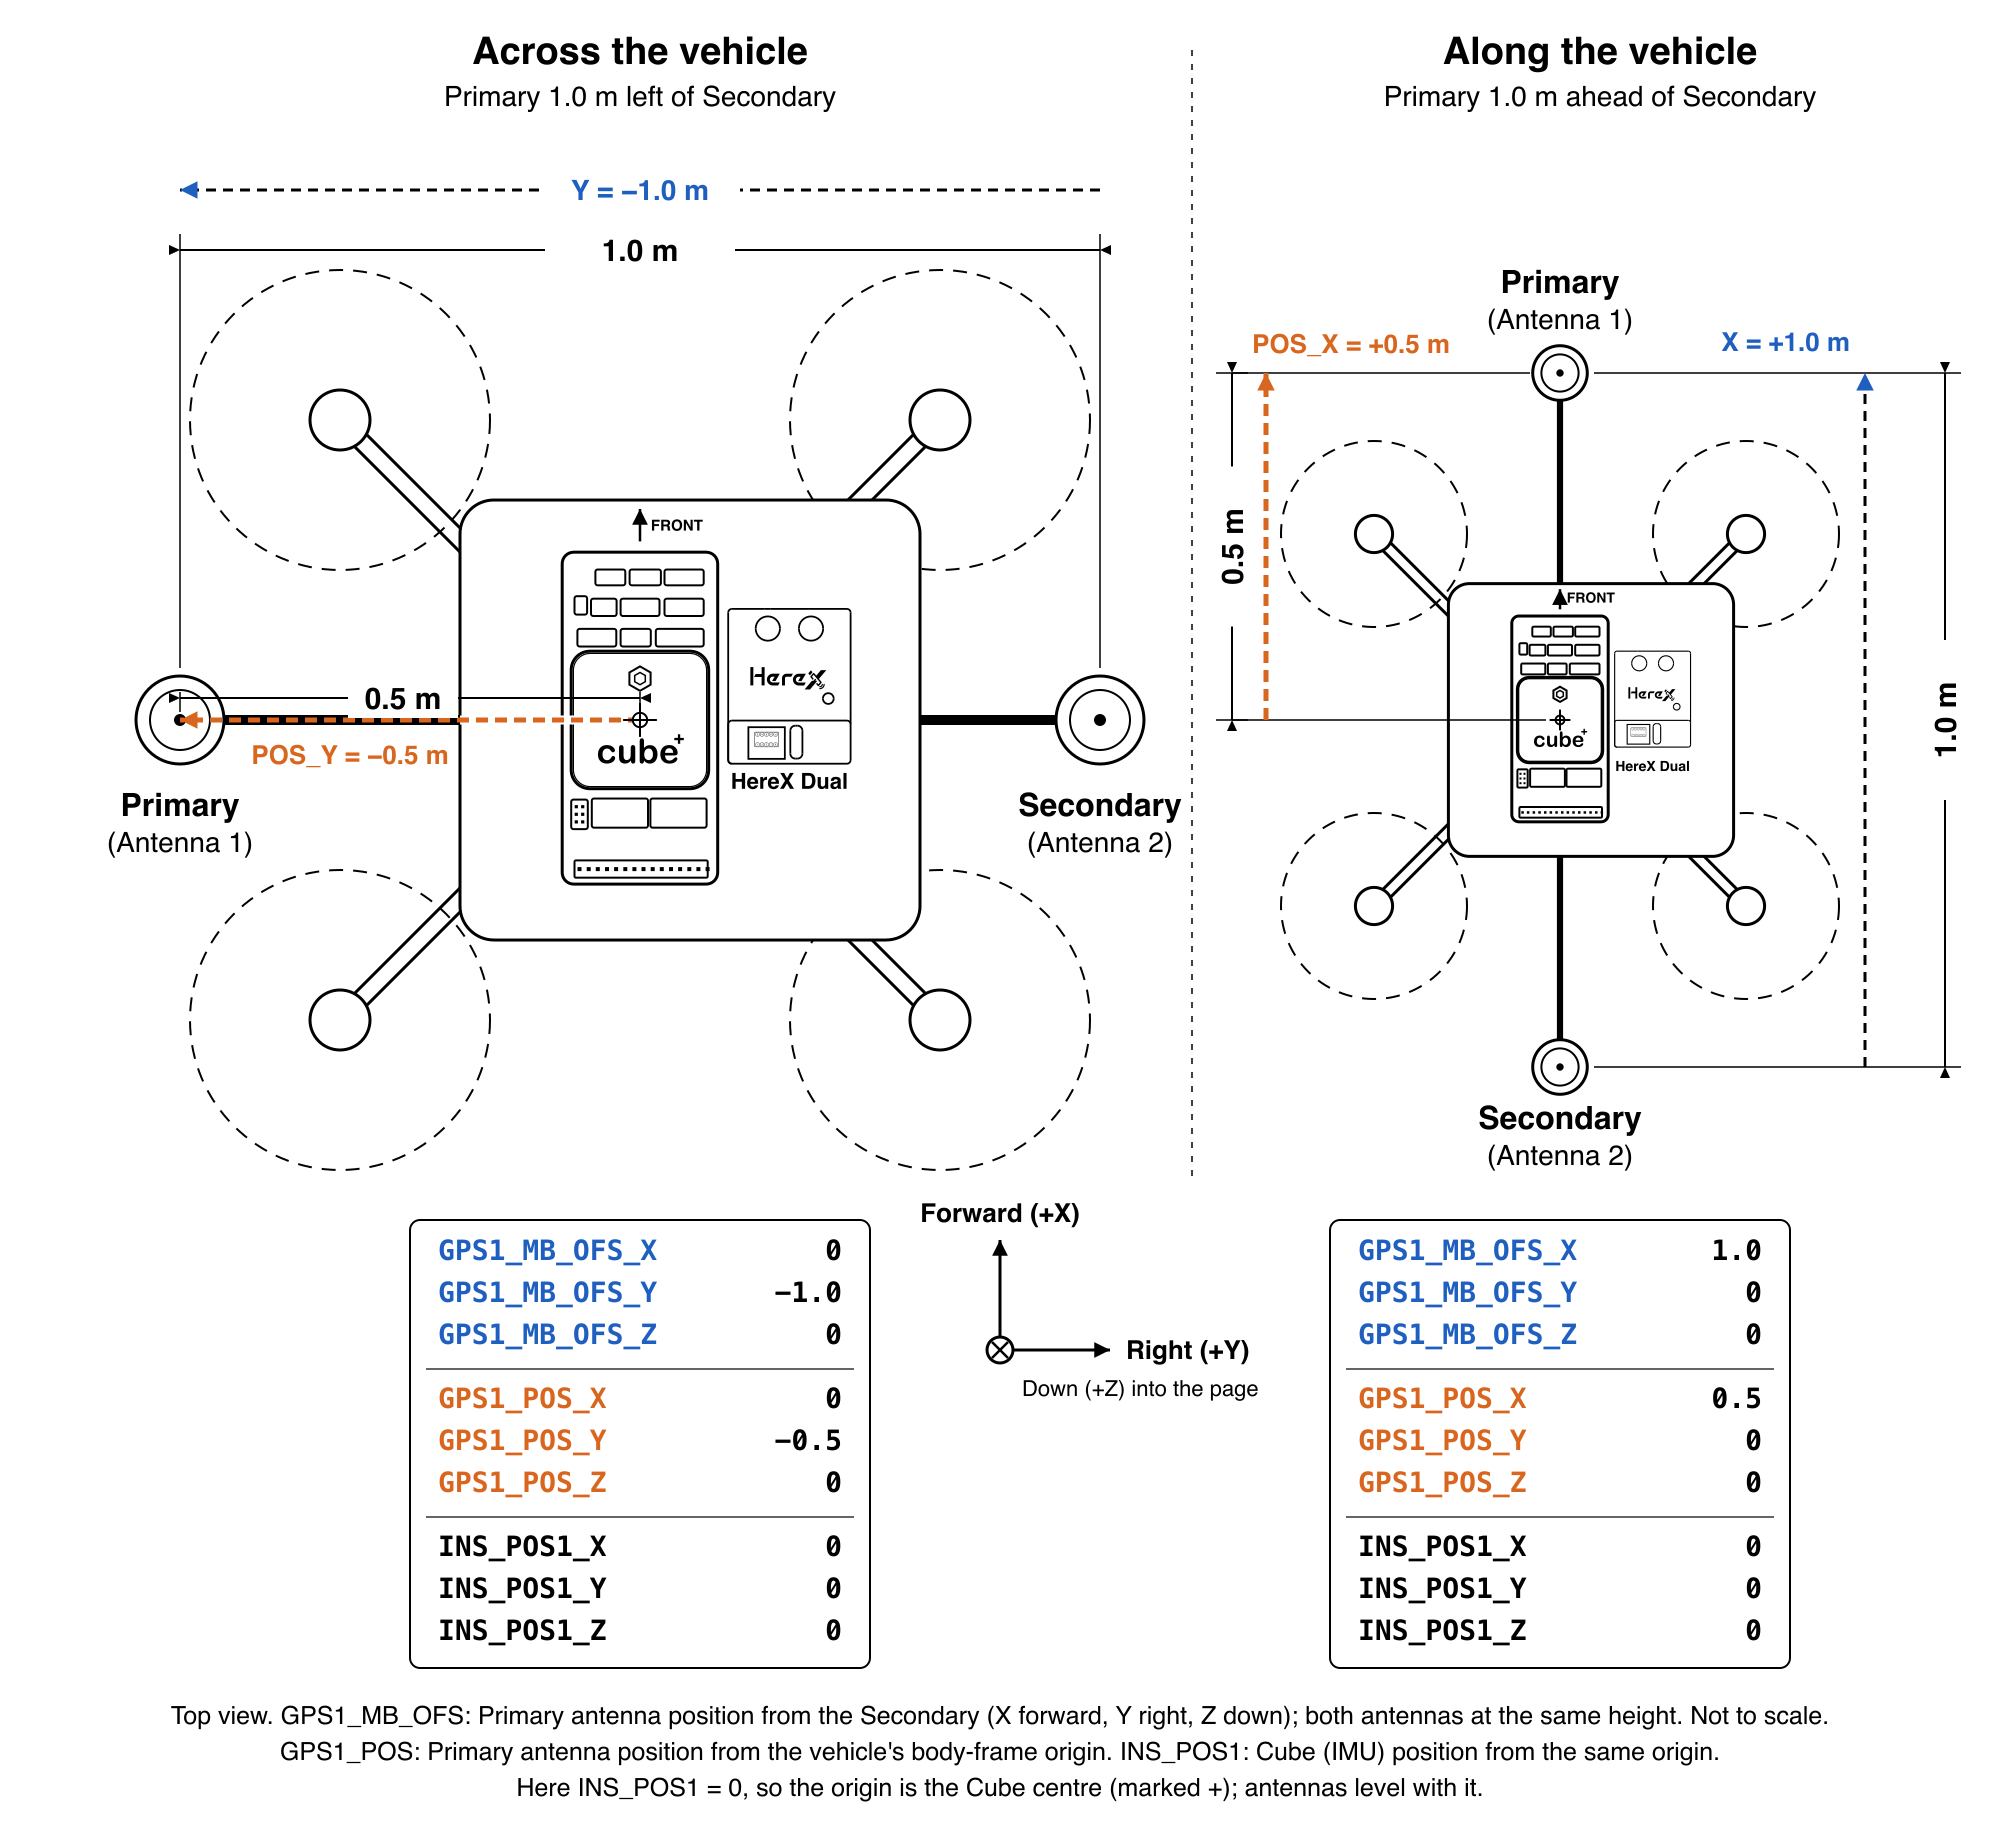 Across the vehicle
Primary 1.0 m left of Secondary
Y = −1.0 m
1.0 m
FRONT
0.5 m
POS_Y = −0.5 m
cube+
HereX
HereX Dual
Primary
(Antenna 1)
Secondary
(Antenna 2)
Along the vehicle
Primary 1.0 m ahead of Secondary
Primary
(Antenna 1)
POS_X = +0.5 m
X = +1.0 m
0.5 m
FRONT
HereX
cube+
HereX Dual
1.0 m
Secondary
(Antenna 2)
Forward (+X)
Right (+Y)
Down (+Z) into the page
GPS1_MB_OFS_X 0
GPS1_MB_OFS_Y −1.0
GPS1_MB_OFS_Z 0
GPS1_POS_X 0
GPS1_POS_Y −0.5
GPS1_POS_Z 0
INS_POS1_X 0
INS_POS1_Y 0
INS_POS1_Z 0
GPS1_MB_OFS_X 1.0
GPS1_MB_OFS_Y 0
GPS1_MB_OFS_Z 0
GPS1_POS_X 0.5
GPS1_POS_Y 0
GPS1_POS_Z 0
INS_POS1_X 0
INS_POS1_Y 0
INS_POS1_Z 0
Top view. GPS1_MB_OFS: Primary antenna position from the Secondary (X forward, Y right, Z down); both antennas at the same height. Not to scale.
GPS1_POS: Primary antenna position from the vehicle's body-frame origin. INS_POS1: Cube (IMU) position from the same origin.
Here INS_POS1 = 0, so the origin is the Cube centre (marked +); antennas level with it.